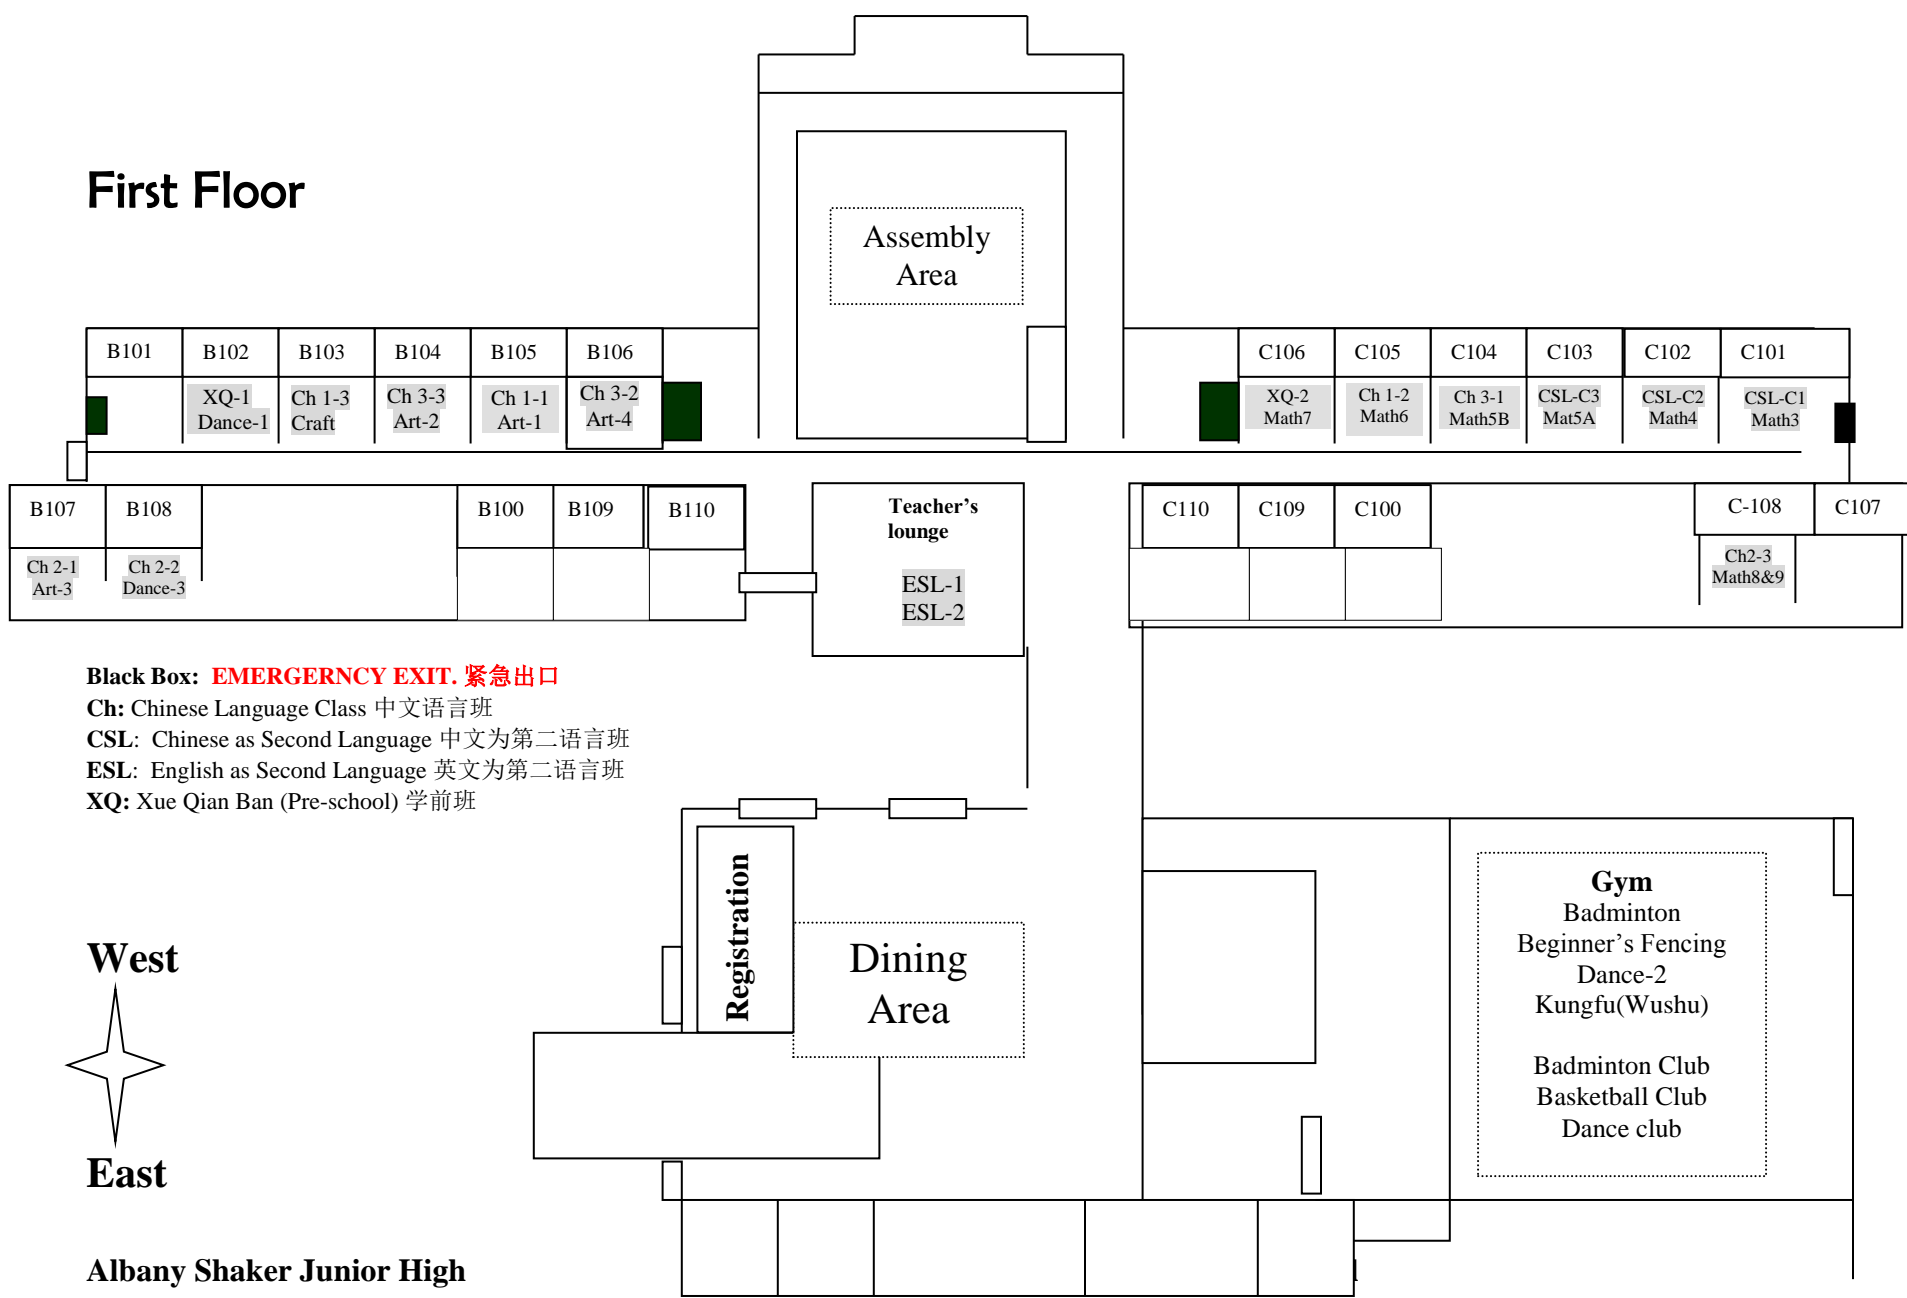 First Floor
Assembly
Area
B101 B102 B103 B104 B105 B106
XQ-1
Dance-1
Ch 1-3
Craft
Ch 3-3
Art-2
Ch 1-1
Art-1
Ch 3-2
Art-4
C106 C105 C104 C103 C102 C101
XQ-2
Math7
Ch 1-2
Math6
Ch 3-1
Math5B
CSL-C3
Mat5A
CSL-C2
Math4
CSL-C1
Math3
B107 B108 B100 B109 B110
Ch 2-1
Art-3
Ch 2-2
Dance-3
Teacher’s
lounge
ESL-1
ESL-2
C110 C109 C100 C-108 C107
Ch2-3
Math8&9
Black Box: EMERGERNCY EXIT. 紧急出口
Ch: Chinese Language Class 中文语言班
CSL: Chinese as Second Language 中文为第二语言班
ESL: English as Second Language 英文为第二语言班
XQ: Xue Qian Ban (Pre-school) 学前班
Registration
Dining
Area
Gym
Badminton
Beginner’s Fencing
Dance-2
Kungfu(Wushu)
Badminton Club
Basketball Club
Dance club
West
East
Albany Shaker Junior High